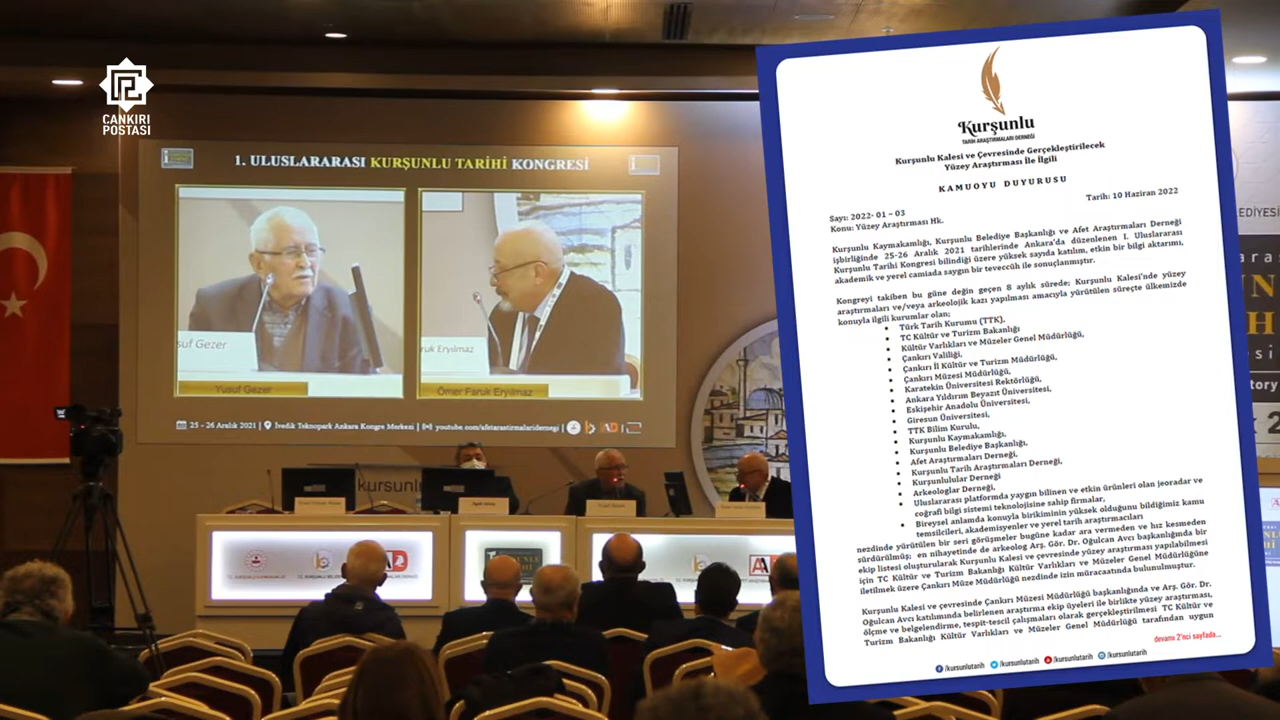 ÇANKIRI
POSTASI
1. ULUSLARARASI KURŞUNLU TARİHİ KONGRESİ
suf Gezer
Yusuf Gezer
ruk Eryılmaz
Ömer Faruk Eryılmaz
25 - 26 Aralık 2021 | İvedik Teknopark Ankara Kongre Merkezi | youtube.com/afetarastirmalaridernegi |
kurşunlu
Kurşunlu
TARİH ARAŞTIRMALARI DERNEĞİ
Kurşunlu Kalesi ve Çevresinde Gerçekleştirilecek
Yüzey Araştırması İle İlgili
KAMUOYU DUYURUSU
Tarih: 10 Haziran 2022
Sayı: 2022- 01 – 03
Konu: Yüzey Araştırması Hk.
Kurşunlu Kaymakamlığı, Kurşunlu Belediye Başkanlığı ve Afet Araştırmaları Derneği
işbirliğinde 25-26 Aralık 2021 tarihlerinde Ankara'da düzenlenen I. Uluslararası
Kurşunlu Tarihi Kongresi bilindiği üzere yüksek sayıda katılım, etkin bir bilgi aktarımı,
akademik ve yerel camiada saygın bir teveccüh ile sonuçlanmıştır.
Kongreyi takiben bu güne değin geçen 8 aylık sürede; Kurşunlu Kalesi'nde yüzey
araştırmaları ve/veya arkeolojik kazı yapılması amacıyla yürütülen süreçte ülkemizde
konuyla ilgili kurumlar olan;
• Türk Tarih Kurumu (TTK),
• TC Kültür ve Turizm Bakanlığı
• Kültür Varlıkları ve Müzeler Genel Müdürlüğü,
• Çankırı Valiliği,
• Çankırı İl Kültür ve Turizm Müdürlüğü,
• Çankırı Müzesi Müdürlüğü,
• Karatekin Üniversitesi Rektörlüğü,
• Ankara Yıldırım Beyazıt Üniversitesi,
• Eskişehir Anadolu Üniversitesi,
• Giresun Üniversitesi,
• TTK Bilim Kurulu,
• Kurşunlu Kaymakamlığı,
• Kurşunlu Belediye Başkanlığı,
• Afet Araştırmaları Derneği,
• Kurşunlu Tarih Araştırmaları Derneği,
• Kurşunlulular Derneği
• Arkeologlar Derneği,
• Uluslararası platformda yaygın bilinen ve etkin ürünleri olan jeoradar ve
coğrafi bilgi sistemi teknolojisine sahip firmalar,
• Bireysel anlamda konuyla birikiminin yüksek olduğunu bildiğimiz kamu
temsilcileri, akademisyenler ve yerel tarih araştırmacıları
nezdinde yürütülen bir seri görüşmeler bugüne kadar ara vermeden ve hız kesmeden
sürdürülmüş; en nihayetinde de arkeolog Arş. Gör. Dr. Oğulcan Avcı başkanlığında bir
ekip listesi oluşturularak Kurşunlu Kalesi ve çevresinde yüzey araştırması yapılabilmesi
için TC Kültür ve Turizm Bakanlığı Kültür Varlıkları ve Müzeler Genel Müdürlüğüne
iletilmek üzere Çankırı Müze Müdürlüğü nezdinde izin müracaatında bulunulmuştur.
Kurşunlu Kalesi ve çevresinde Çankırı Müzesi Müdürlüğü başkanlığında ve Arş. Gör. Dr.
Oğulcan Avcı katılımında belirlenen araştırma ekip üyeleri ile birlikte yüzey araştırması,
ölçme ve belgelendirme, tespit-tescil çalışmaları olarak gerçekleştirilmesi TC Kültür ve
Turizm Bakanlığı Kültür Varlıkları ve Müzeler Genel Müdürlüğü tarafından uygun
devamı 2'nci sayfada...
/kursunlutarih /kursunlutarih /kursunlutarih /kursunlutarih